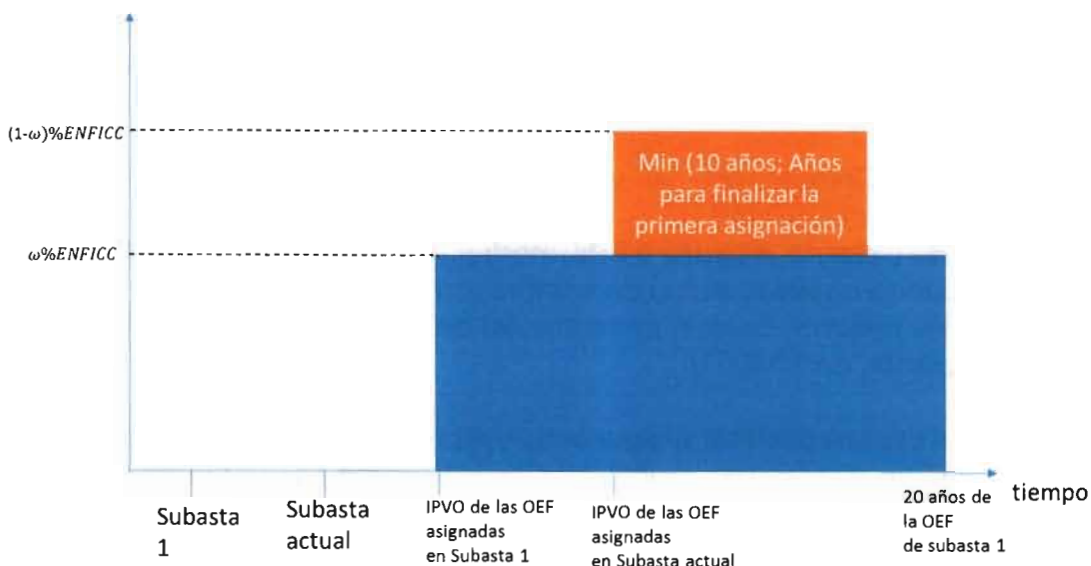 (1-ω)%ENFICC
Min (10 años; Años
para finalizar la
primera asignación)
ω%ENFICC
tiempo
Subasta
1
Subasta
actual
IPVO de las OEF
asignadas
en Subasta 1
IPVO de las OEF
asignadas
en Subasta actual
20 años de
la OEF
de subasta 1